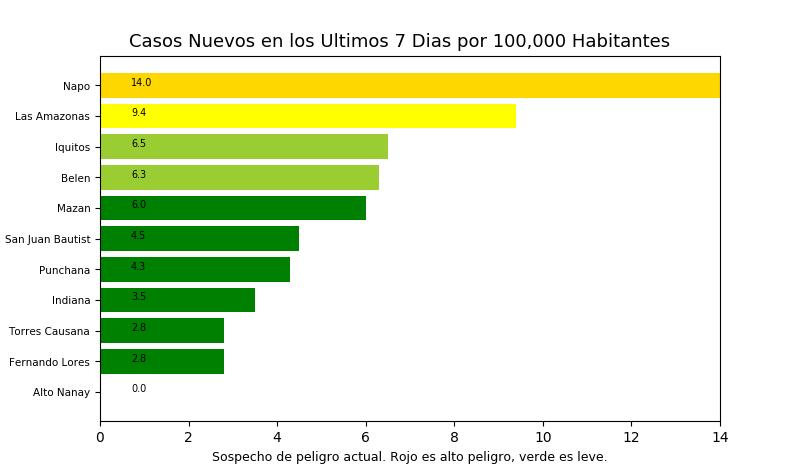 Casos Nuevos en los Ultimos 7 Dias por 100,000 Habitantes
Napo 14.0
Las Amazonas 9.4
Iquitos 6.5
Belen 6.3
Mazan 6.0
San Juan Bautist 4.5
Punchana 4.3
Indiana 3.5
Torres Causana 2.8
Fernando Lores 2.8
Alto Nanay 0.0
0 2 4 6 8 10 12 14
Sospecho de peligro actual. Rojo es alto peligro, verde es leve.